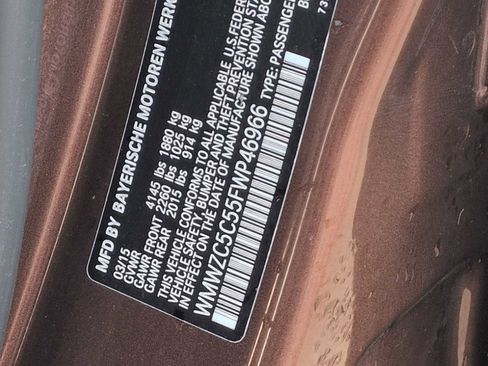 MFD BY BAYERISCHE MOTOREN WERK
03/15
GVWR 4145 lbs 1880 kg
GAWR FRONT 2260 lbs 1025 kg
GAWR REAR 2015 lbs 914 kg
THIS VEHICLE CONFORMS TO ALL APPLICABLE U.S. FEDER
VEHICLE SAFETY, BUMPER AND THEFT PREVENTION ST
EFFECT ON THE DATE OF MANUFACTURE SHOWN ABO
WMWZC5C55FWP46966 TYPE: PASSENGER